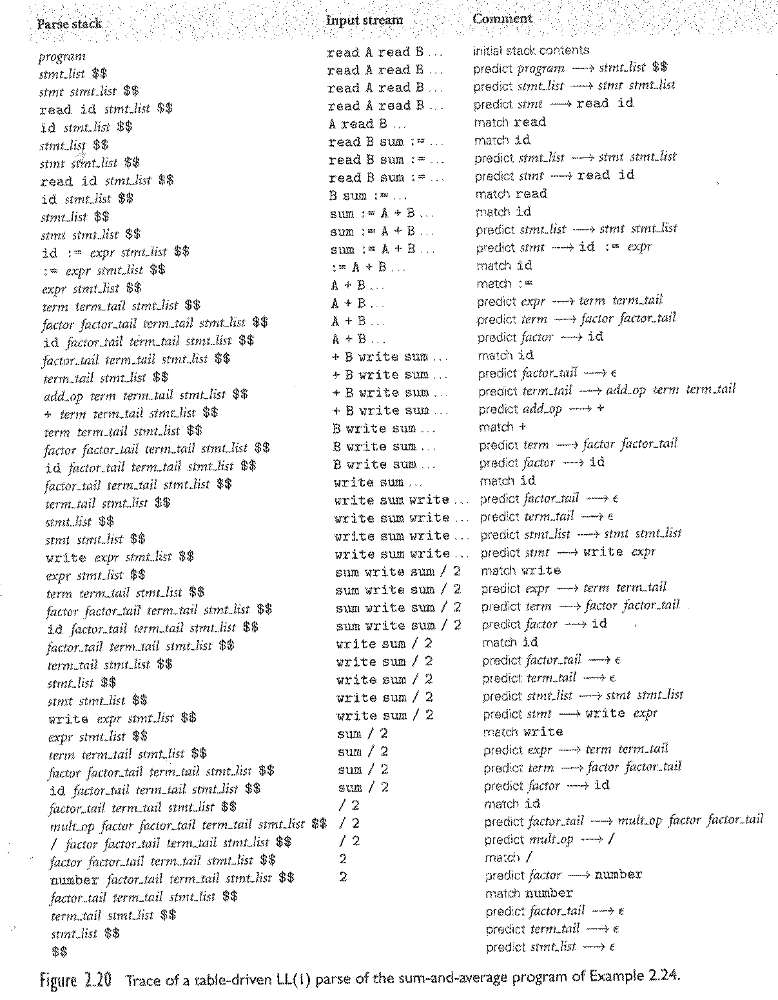 Parse stack Input stream Comment
program read A read B ... initial stack contents
stmt_list $$ read A read B ... predict program ⟶ stmt_list $$
stmt stmt_list $$ read A read B ... predict stmt_list ⟶ stmt stmt_list
read id stmt_list $$ read A read B ... predict stmt ⟶ read id
id stmt_list $$ A read B ... match read
stmt_list $$ read B sum := ... match id
stmt stmt_list $$ read B sum := ... predict stmt_list ⟶ stmt stmt_list
read id stmt_list $$ read B sum := ... predict stmt ⟶ read id
id stmt_list $$ B sum := ... match read
stmt_list $$ sum := A + B ... match id
stmt stmt_list $$ sum := A + B ... predict stmt_list ⟶ stmt stmt_list
id := expr stmt_list $$ sum := A + B ... predict stmt ⟶ id := expr
:= expr stmt_list $$ := A + B ... match id
expr stmt_list $$ A + B ... match :=
term term_tail stmt_list $$ A + B ... predict expr ⟶ term term_tail
factor factor_tail term_tail stmt_list $$ A + B ... predict term ⟶ factor factor_tail
id factor_tail term_tail stmt_list $$ A + B ... predict factor ⟶ id
factor_tail term_tail stmt_list $$ + B write sum ... match id
term_tail stmt_list $$ + B write sum ... predict factor_tail ⟶ ϵ
add_op term term_tail stmt_list $$ + B write sum ... predict term_tail ⟶ add_op term term_tail
+ term term_tail stmt_list $$ + B write sum ... predict add_op ⟶ +
term term_tail stmt_list $$ B write sum ... match +
factor factor_tail term_tail stmt_list $$ B write sum ... predict term ⟶ factor factor_tail
id factor_tail term_tail stmt_list $$ B write sum ... predict factor ⟶ id
factor_tail term_tail stmt_list $$ write sum ... match id
term_tail stmt_list $$ write sum write ... predict factor_tail ⟶ ϵ
stmt_list $$ write sum write ... predict term_tail ⟶ ϵ
stmt stmt_list $$ write sum write ... predict stmt_list ⟶ stmt stmt_list
write expr stmt_list $$ write sum write ... predict stmt ⟶ write expr
expr stmt_list $$ sum write sum / 2 match write
term term_tail stmt_list $$ sum write sum / 2 predict expr ⟶ term term_tail
factor factor_tail term_tail stmt_list $$ sum write sum / 2 predict term ⟶ factor factor_tail
id factor_tail term_tail stmt_list $$ sum write sum / 2 predict factor ⟶ id
factor_tail term_tail stmt_list $$ write sum / 2 match id
term_tail stmt_list $$ write sum / 2 predict factor_tail ⟶ ϵ
stmt_list $$ write sum / 2 predict term_tail ⟶ ϵ
stmt stmt_list $$ write sum / 2 predict stmt_list ⟶ stmt stmt_list
write expr stmt_list $$ write sum / 2 predict stmt ⟶ write expr
expr stmt_list $$ sum / 2 match write
term term_tail stmt_list $$ sum / 2 predict expr ⟶ term term_tail
factor factor_tail term_tail stmt_list $$ sum / 2 predict term ⟶ factor factor_tail
id factor_tail term_tail stmt_list $$ sum / 2 predict factor ⟶ id
factor_tail term_tail stmt_list $$ / 2 match id
mult_op factor factor_tail term_tail stmt_list $$ / 2 predict factor_tail ⟶ mult_op factor factor_tail
/ factor factor_tail term_tail stmt_list $$ / 2 predict mult_op ⟶ /
factor factor_tail term_tail stmt_list $$ 2 match /
number factor_tail term_tail stmt_list $$ 2 predict factor ⟶ number
factor_tail term_tail stmt_list $$ match number
term_tail stmt_list $$ predict factor_tail ⟶ ϵ
stmt_list $$ predict term_tail ⟶ ϵ
$$ predict stmt_list ⟶ ϵ
Figure 2.20 Trace of a table-driven LL(1) parse of the sum-and-average program of Example 2.24.